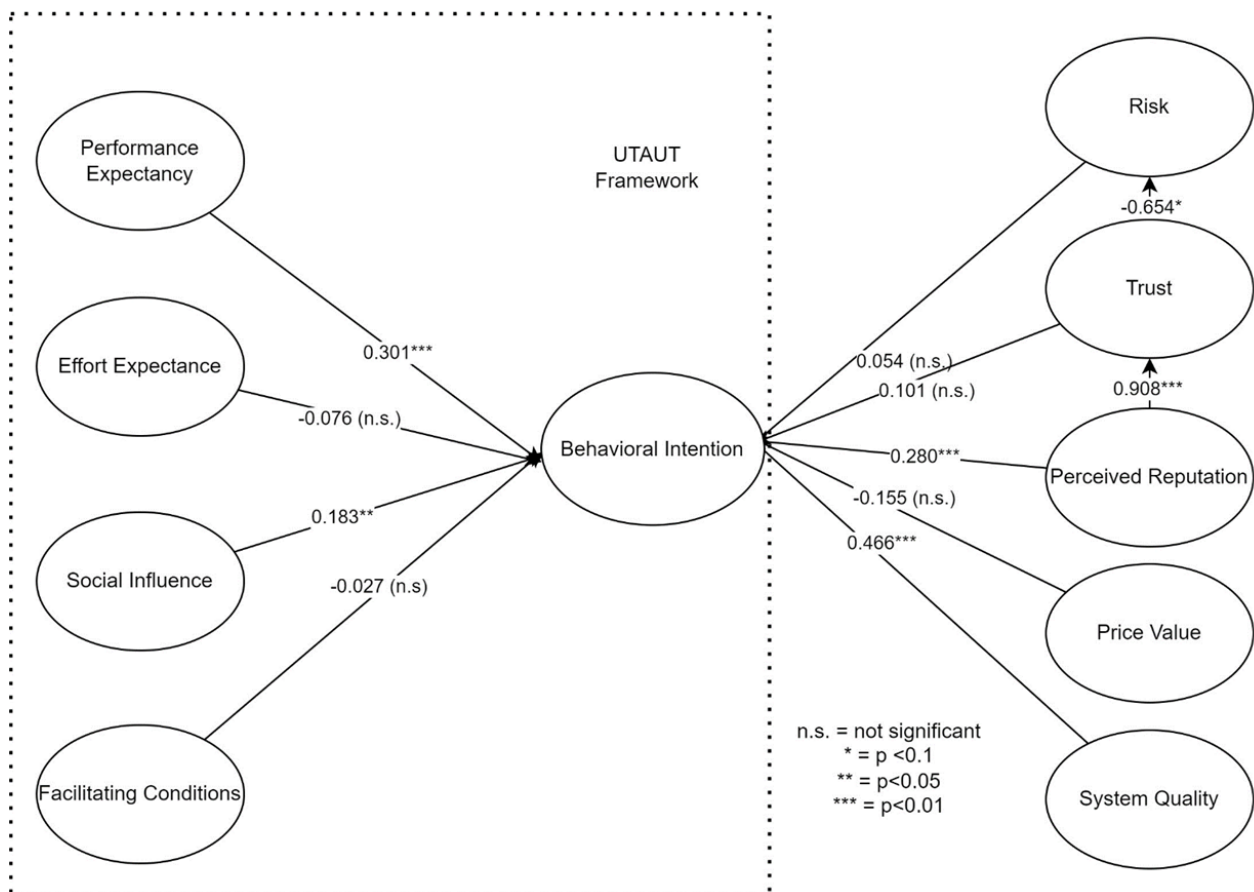 Performance
Expectancy
Effort Expectance
Social Influence
Facilitating Conditions
UTAUT
Framework
0.301***
-0.076 (n.s.)
0.183**
-0.027 (n.s)
Behavioral Intention
Risk
-0.654*
Trust
0.908***
Perceived Reputation
Price Value
System Quality
0.054 (n.s.)
0.101 (n.s.)
0.280***
-0.155 (n.s.)
0.466***
n.s. = not significant
* = p <0.1
** = p<0.05
*** = p<0.01